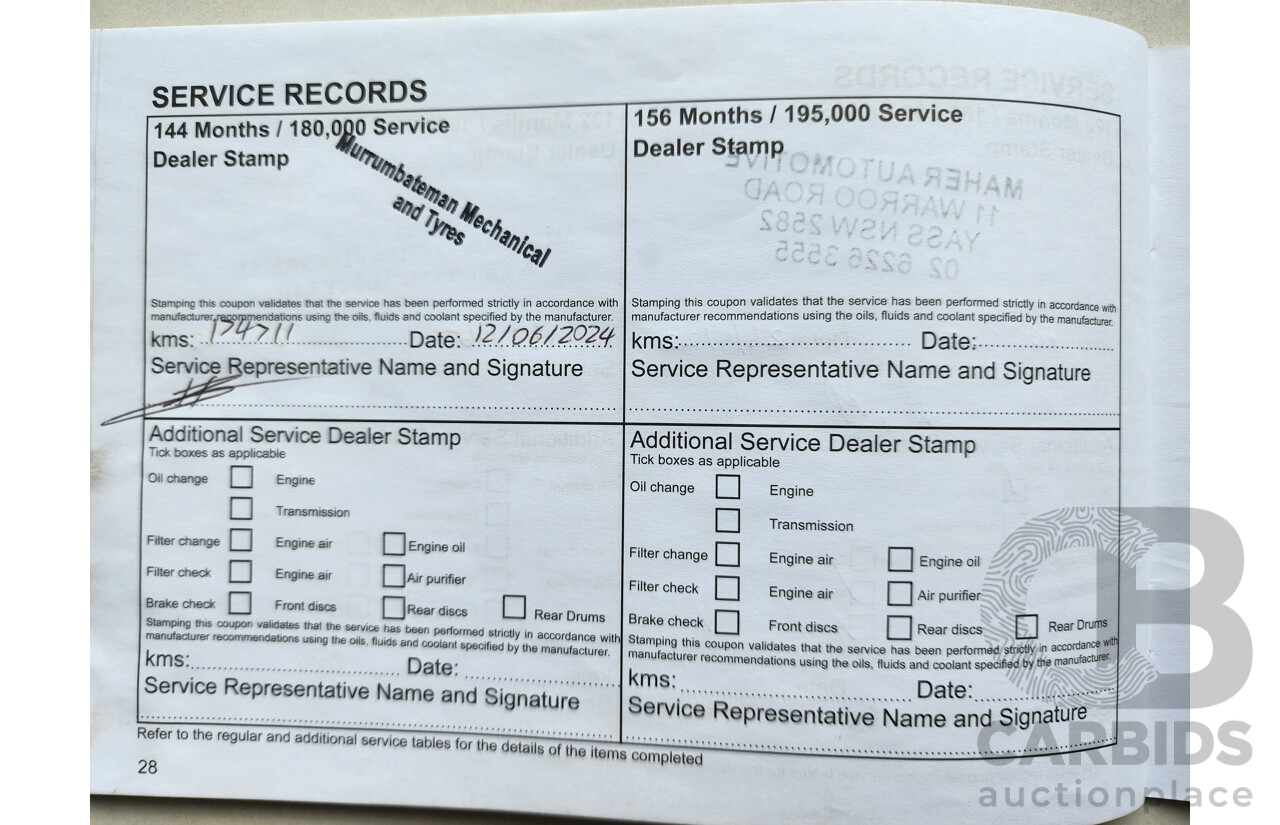 SERVICE RECORDS
144 Months / 180,000 Service
Dealer Stamp
Murrumbateman Mechanical
and Tyres
Stamping this coupon validates that the service has been performed strictly in accordance with
manufacturer recommendations using the oils, fluids and coolant specified by the manufacturer.
kms: 174711 Date: 12/06/2024
Service Representative Name and Signature
156 Months / 195,000 Service
Dealer Stamp
MAHER AUTOMOTIVE
11 WARROO ROAD
YASS NSW 2582
02 6226 3555
Stamping this coupon validates that the service has been performed strictly in accordance with
manufacturer recommendations using the oils, fluids and coolant specified by the manufacturer.
kms: Date:
Service Representative Name and Signature
Additional Service Dealer Stamp
Tick boxes as applicable
Oil change Engine
Transmission
Filter change Engine air Engine oil
Filter check Engine air Air purifier
Brake check Front discs Rear discs Rear Drums
Stamping this coupon validates that the service has been performed strictly in accordance with
manufacturer recommendations using the oils, fluids and coolant specified by the manufacturer.
kms: Date:
Service Representative Name and Signature
Additional Service Dealer Stamp
Tick boxes as applicable
Oil change Engine
Transmission
Filter change Engine air Engine oil
Filter check Engine air Air purifier
Brake check Front discs Rear discs Rear Drums
Stamping this coupon validates that the service has been performed strictly in accordance with
manufacturer recommendations using the oils, fluids and coolant specified by the manufacturer.
kms: Date:
Service Representative Name and Signature
Refer to the regular and additional service tables for the details of the items completed
28
CARBIDS
auctionplace